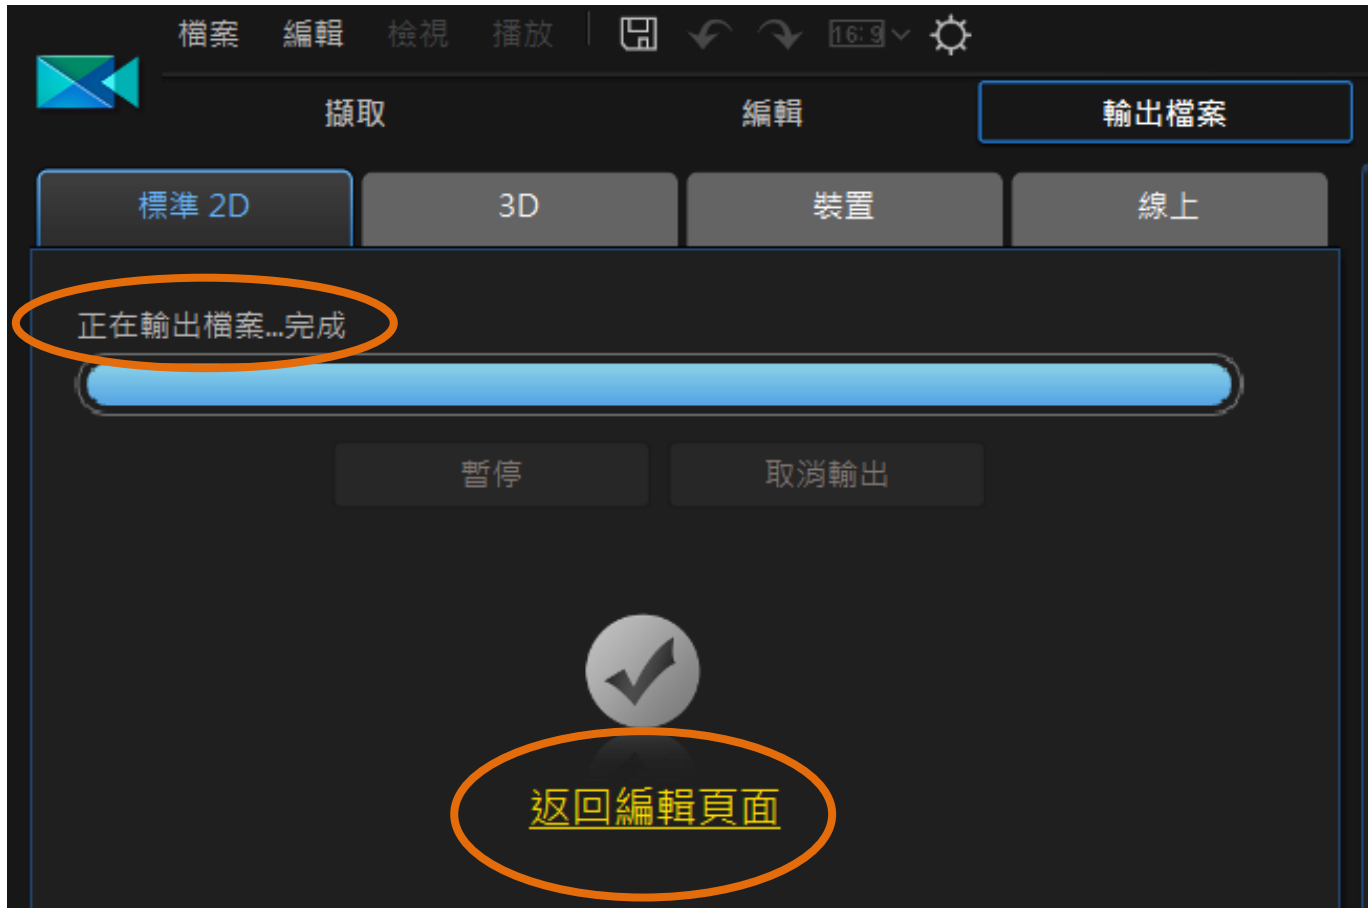 檔案 編輯 檢視 播放 16:9
擷取 編輯 輸出檔案
標準 2D 3D 裝置 線上
正在輸出檔案...完成
暫停 取消輸出
返回編輯頁面